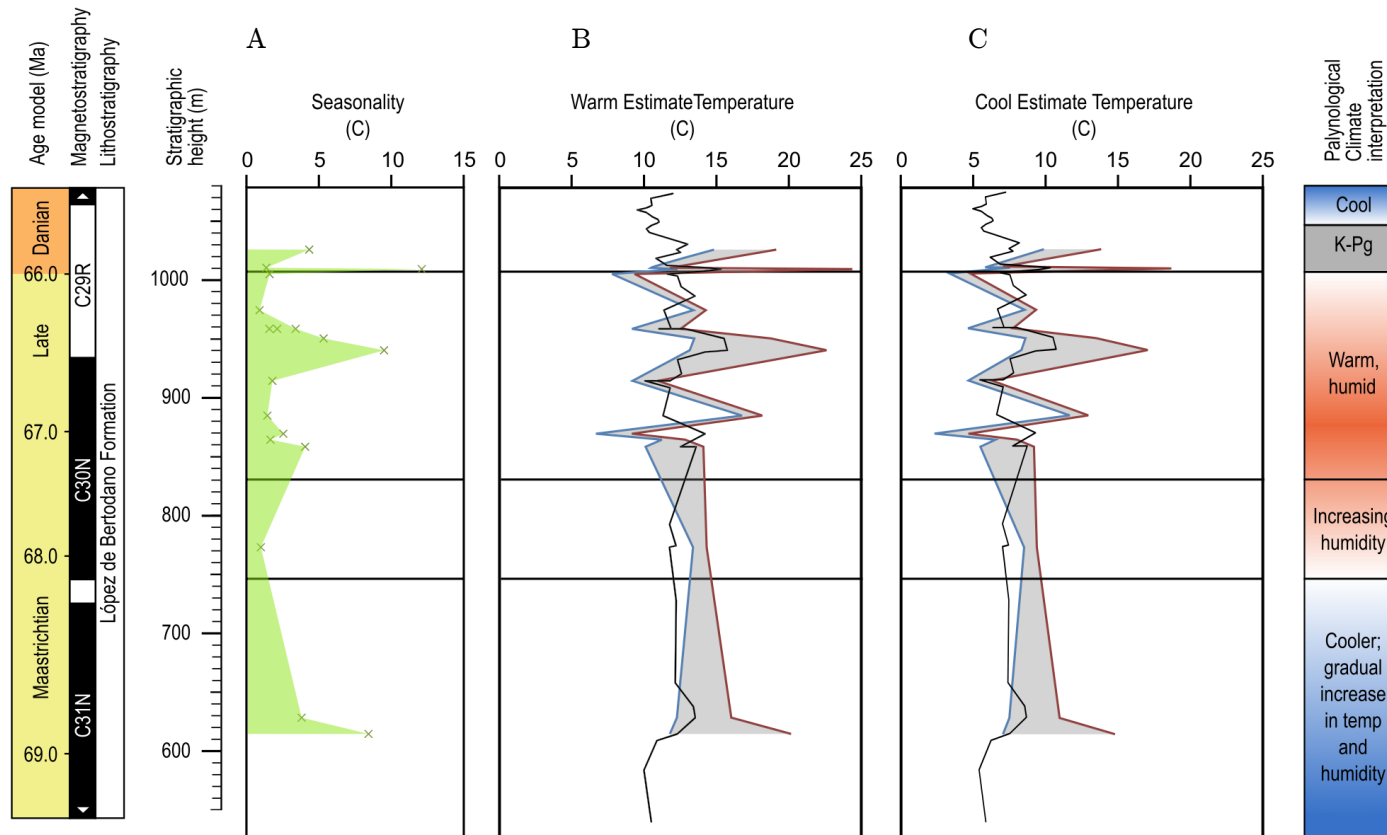 A
B
C
Age model (Ma)
Magnetostratigraphy
Lithostratigraphy
Stratigraphic
height (m)
Seasonality
(C)
Warm EstimateTemperature
(C)
Cool Estimate Temperature
(C)
Palynological
Climate
interpretation
0 5 10 15
0 5 10 15 20 25
0 5 10 15 20 25
Danian
66.0
Late
67.0
68.0
Maastrichtian
69.0
C29R
C30N
C31N
López de Bertodano Formation
1000
900
800
700
600
Cool
K-Pg
Warm,
humid
Increasing
humidity
Cooler;
gradual
increase
in temp
and
humidity